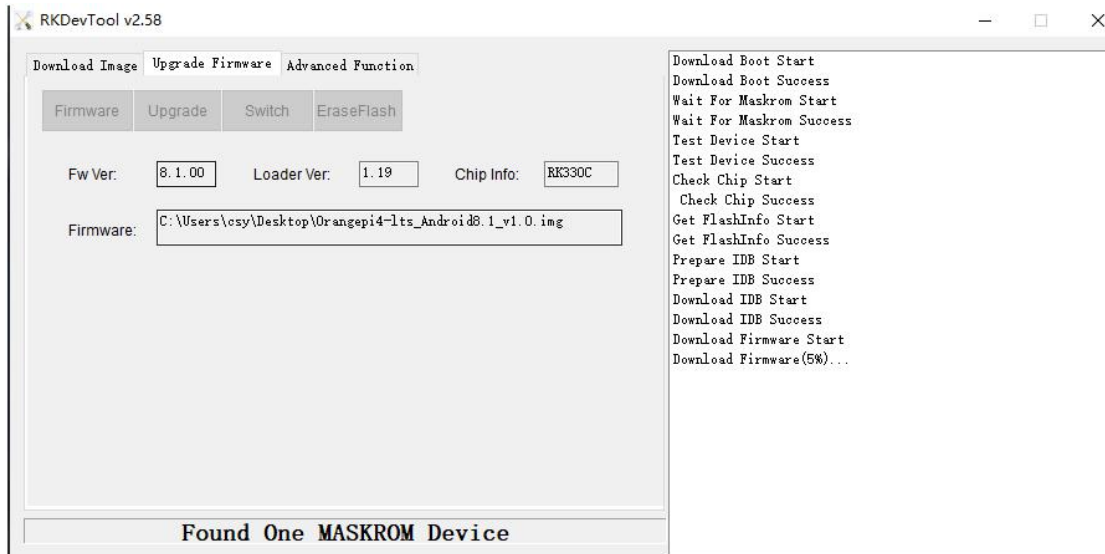 RKDevTool v2.58
Download Image Upgrade Firmware Advanced Function
Firmware Upgrade Switch EraseFlash
Fw Ver: 8.1.00 Loader Ver: 1.19 Chip Info: RK330C
Firmware: C:\Users\csy\Desktop\Orangepi4-lts_Android8.1_v1.0.img
Found One MASKROM Device
Download Boot Start
Download Boot Success
Wait For Maskrom Start
Wait For Maskrom Success
Test Device Start
Test Device Success
Check Chip Start
Check Chip Success
Get FlashInfo Start
Get FlashInfo Success
Prepare IDB Start
Prepare IDB Success
Download IDB Start
Download IDB Success
Download Firmware Start
Download Firmware(5%)...